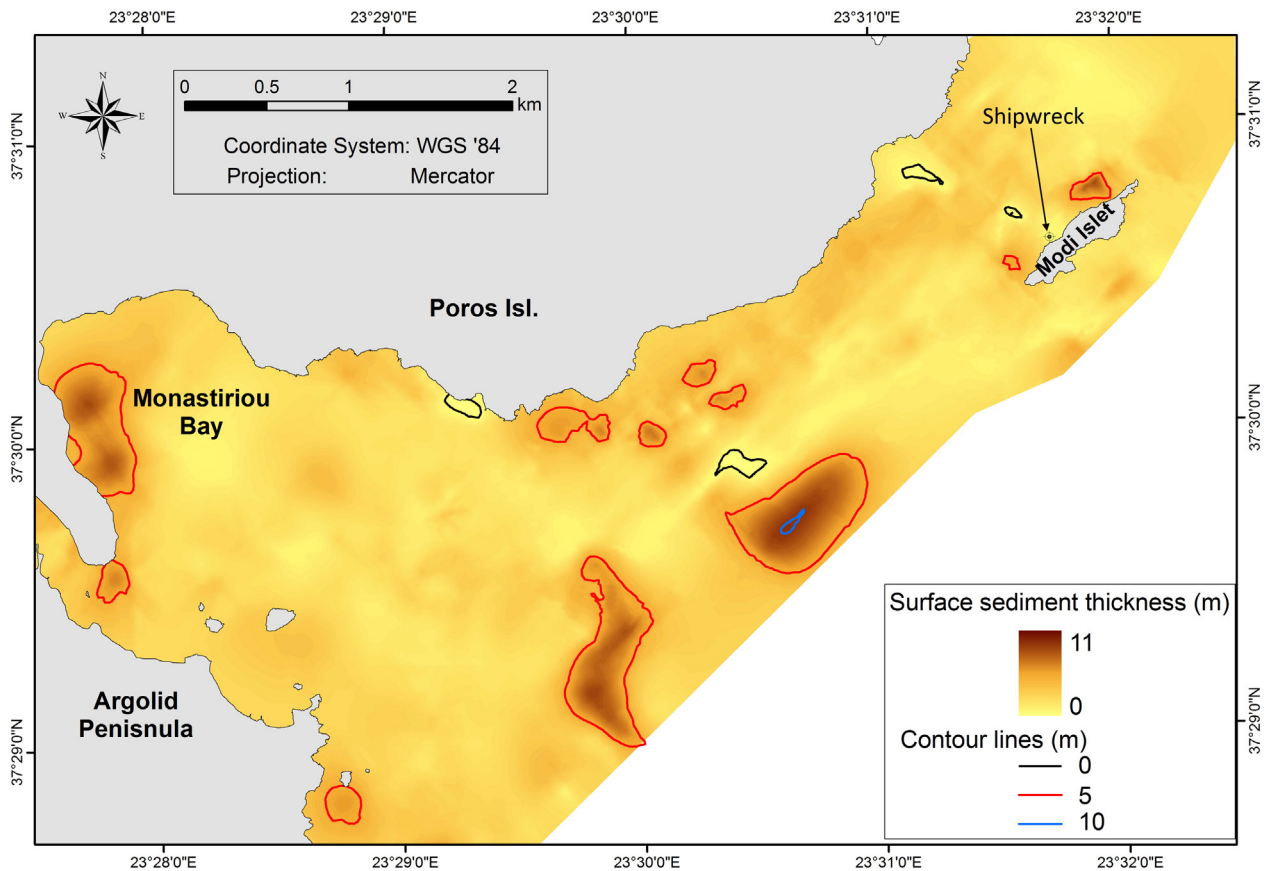 23°28'0"E 23°29'0"E 23°30'0"E 23°31'0"E 23°32'0"E
N
W E
S
0 0.5 1 2
km
Coordinate System: WGS '84
Projection: Mercator
Shipwreck
37°31'0"N
37°31'0"N
Modi Islet
Poros Isl.
Monastiriou
Bay
37°30'0"N
37°30'0"N
Argolid
Penisnula
37°29'0"N
37°29'0"N
Surface sediment thickness (m)
11
0
Contour lines (m)
0
5
10
23°28'0"E 23°29'0"E 23°30'0"E 23°31'0"E 23°32'0"E